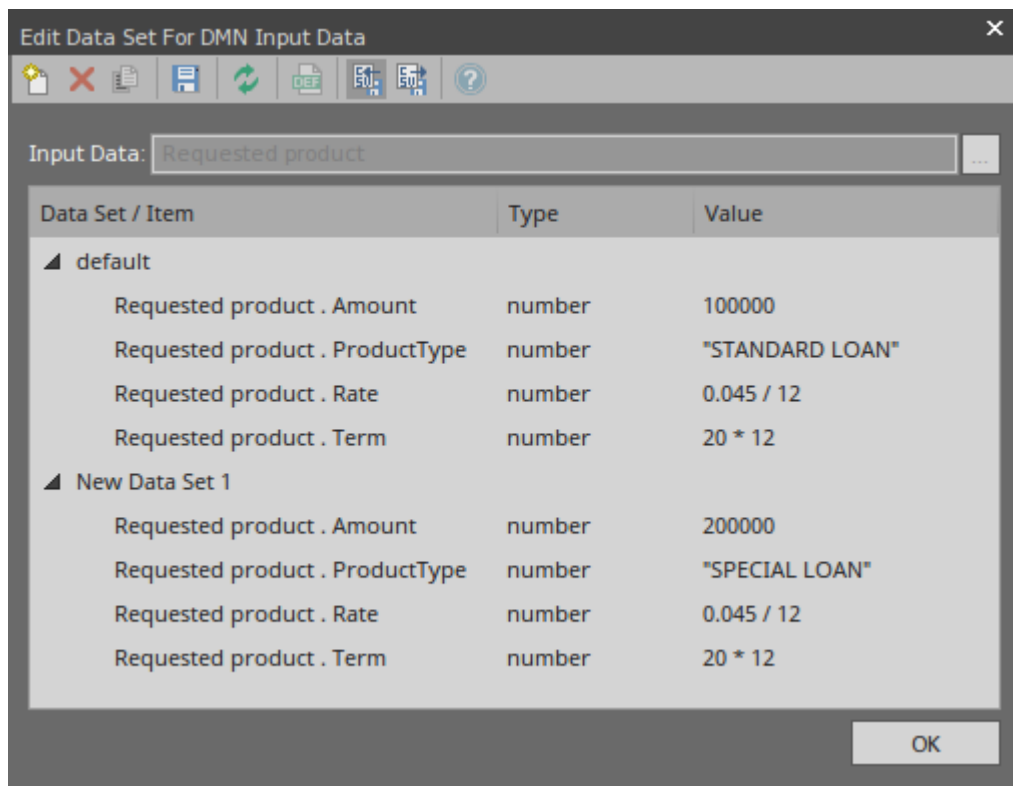 Edit Data Set For DMN Input Data
DEF
Input Data: Requested product ...
Data Set / Item Type Value
default
Requested product . Amount number 100000
Requested product . ProductType number "STANDARD LOAN"
Requested product . Rate number 0.045 / 12
Requested product . Term number 20 * 12
New Data Set 1
Requested product . Amount number 200000
Requested product . ProductType number "SPECIAL LOAN"
Requested product . Rate number 0.045 / 12
Requested product . Term number 20 * 12
OK